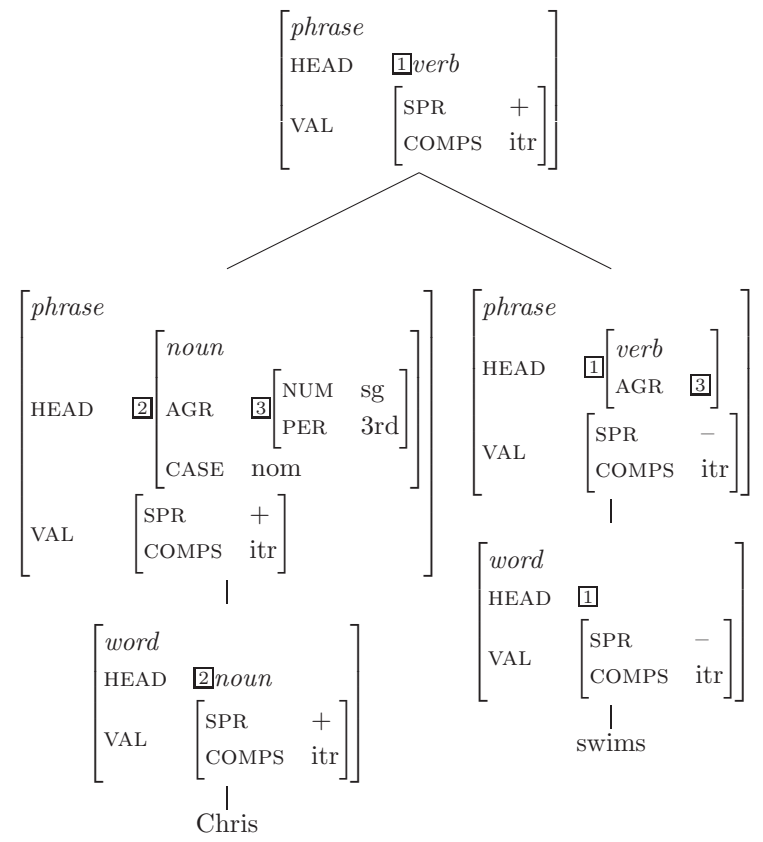 phrase
HEAD 1 verb
VAL SPR +
COMPS itr
phrase
HEAD 2 noun
AGR 3 NUM sg
PER 3rd
CASE nom
VAL SPR +
COMPS itr
word
HEAD 2 noun
VAL SPR +
COMPS itr
Chris
phrase
HEAD 1 verb
AGR 3
VAL SPR –
COMPS itr
word
HEAD 1
VAL SPR –
COMPS itr
swims